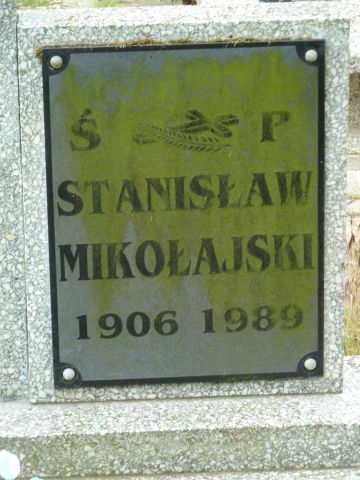 Ś P
STANISŁAW
MIKOŁAJSKI
1906 1989